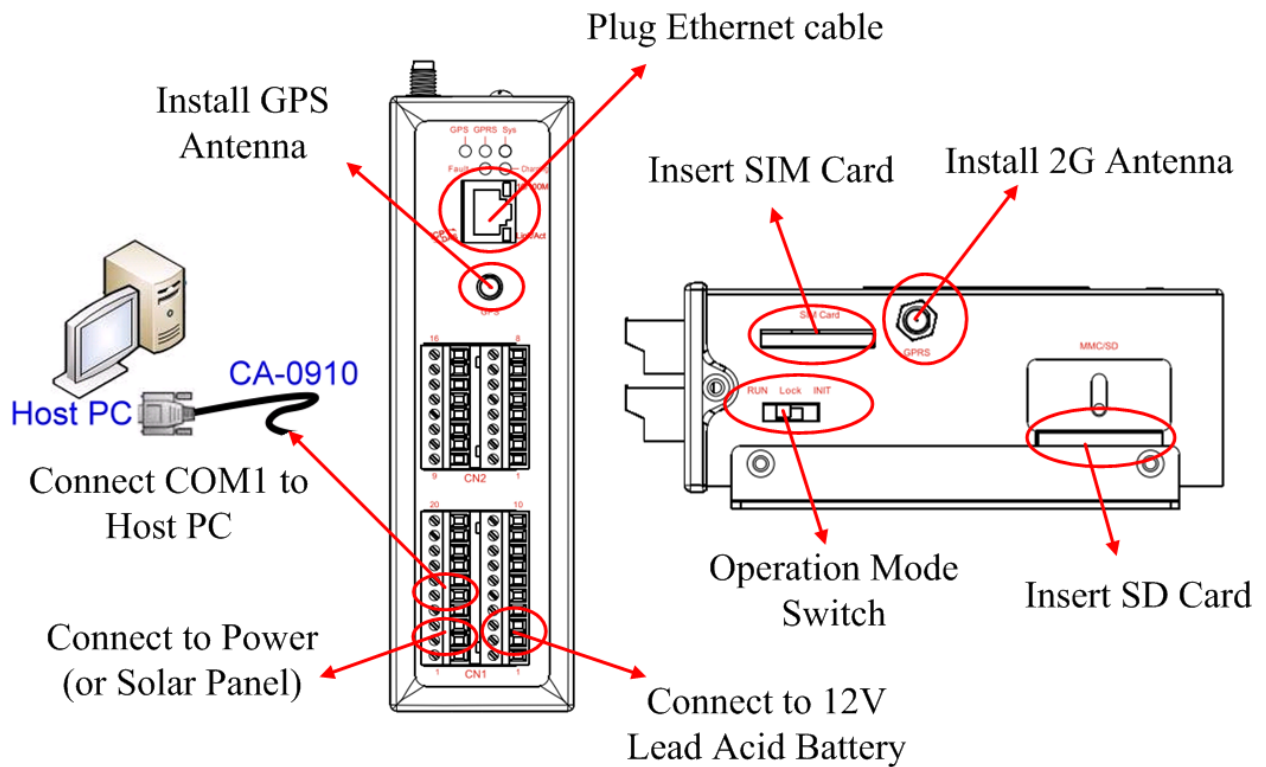 Plug Ethernet cable
Install GPS
Antenna
Insert SIM Card
Install 2G Antenna
GPS GPRS Sys
Fault
Link/Act
GPS
16 8
9 1
CN2
20 10
1 1
CN1
CA-0910
Host PC
Connect COM1 to
Host PC
Connect to Power
(or Solar Panel)
Connect to 12V
Lead Acid Battery
SIM Card
GPRS
MMC/SD
RUN Lock INIT
Operation Mode
Switch
Insert SD Card